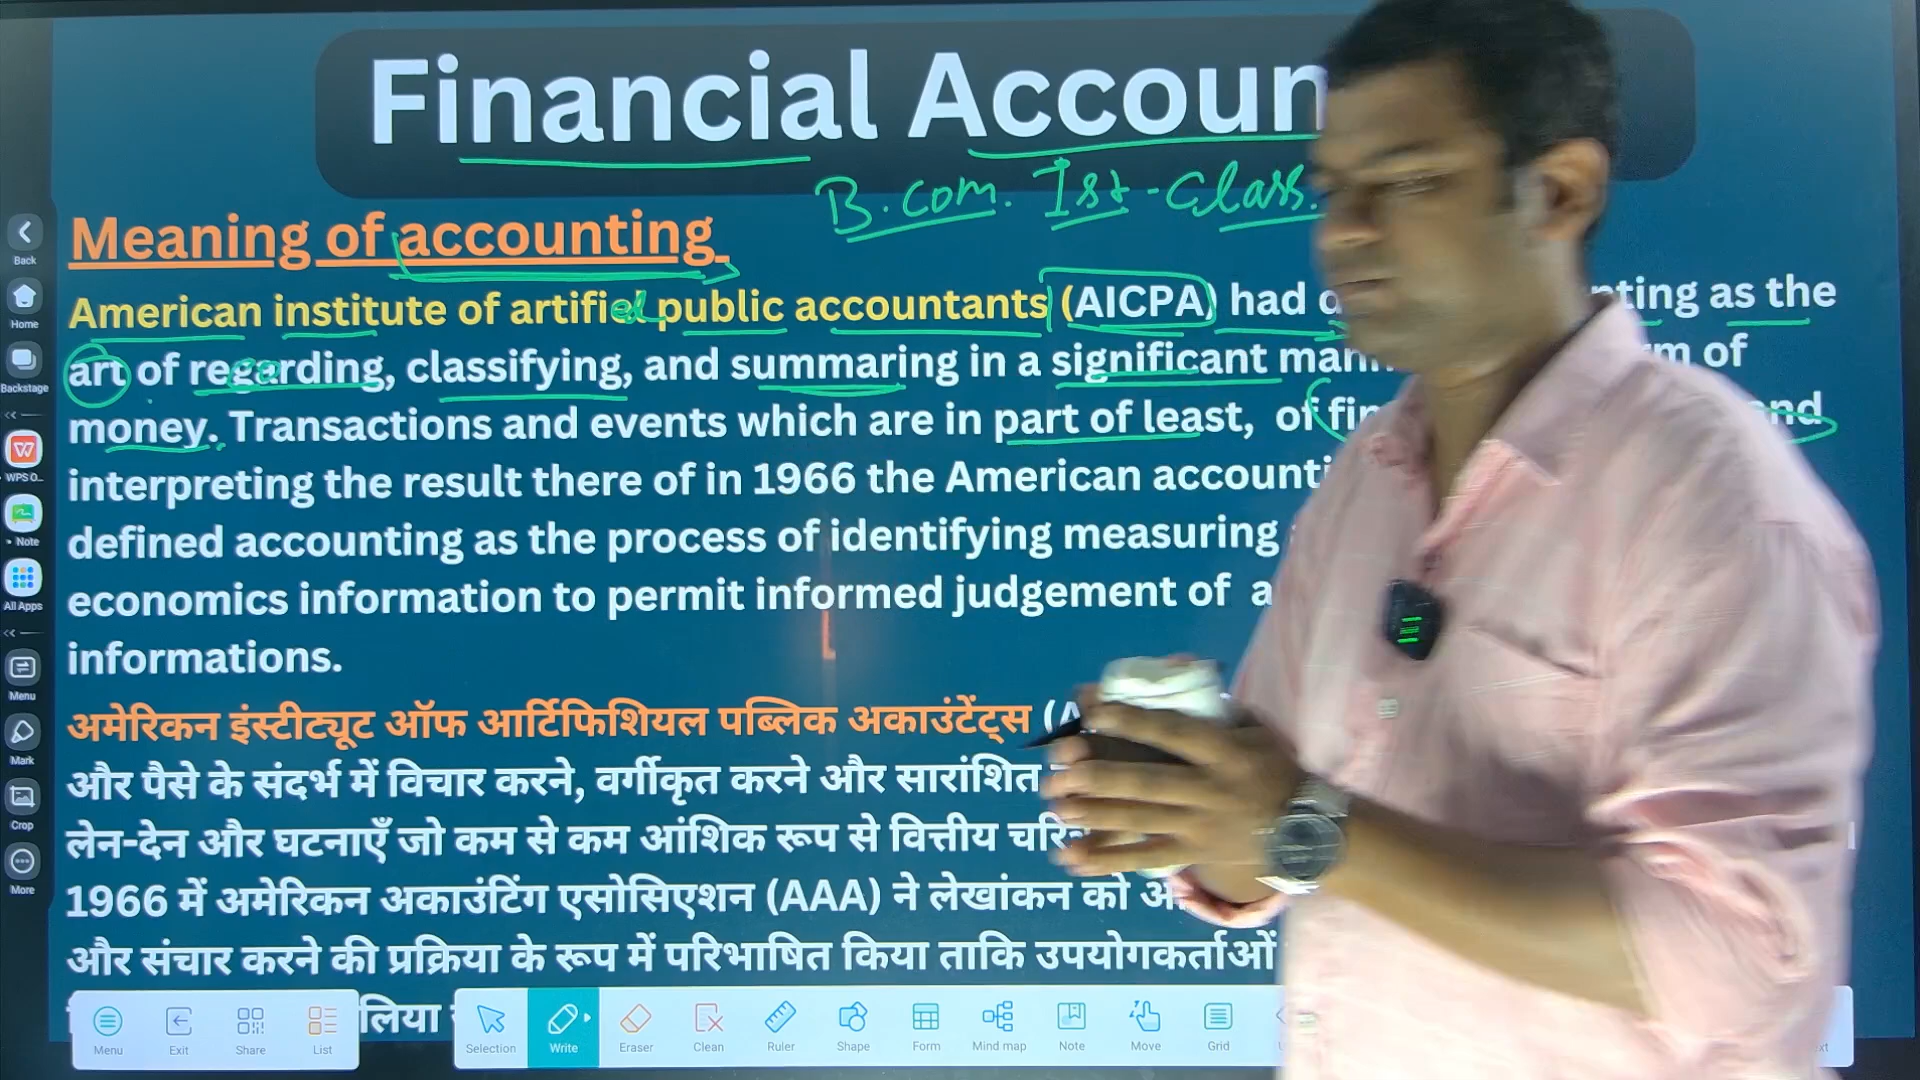 Financial Accoun
B.com. Ist-Class.
Meaning of accounting
American institute of artified public accountants (AICPA) had nting as the
art of regarding, classifying, and summaring in a significant of
money. Transactions and events which are in part of least, of and
interpreting the result there of in 1966 the American
defined accounting as the process of identifying measuring
economics information to permit informed judgement of
informations.
अमेरिकन इंस्टीट्यूट ऑफ आर्टिफिशियल पब्लिक अकाउंटेंट्स
और पैसे के संदर्भ में विचार करने, वर्गीकृत करने और सारांशित
लेन-देन और घटनाएँ जो कम से कम आंशिक रूप से वित्तीय
1966 में अमेरिकन अकाउंटिंग एसोसिएशन (AAA) ने लेखांकन को
और संचार करने की प्रक्रिया के रूप में परिभाषित किया ताकि उपयोगकर्ताओं
लिया
Back
Home
Backstage
WPS O...
Note
All Apps
Menu
Mark
Crop
More
Menu Exit Share List Selection Write Eraser Clean Ruler Shape Form Mind map Note Move Grid